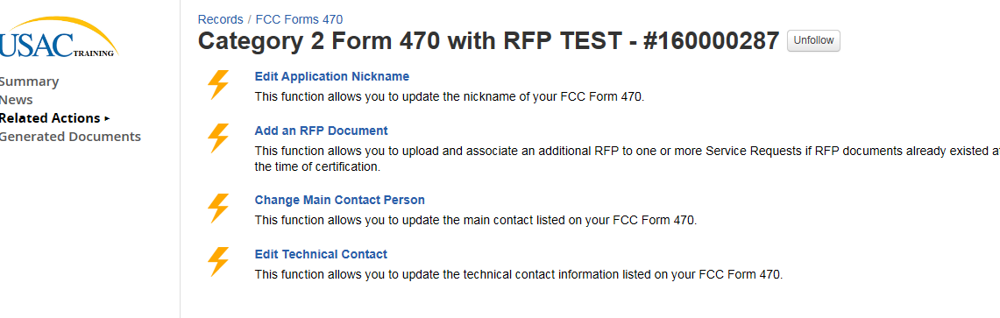 USAC TRAINING
Summary
News
Related Actions ▸
Generated Documents
Records / FCC Forms 470
Category 2 Form 470 with RFP TEST - #160000287
Unfollow
Edit Application Nickname
This function allows you to update the nickname of your FCC Form 470.
Add an RFP Document
This function allows you to upload and associate an additional RFP to one or more Service Requests if RFP documents already existed at
the time of certification.
Change Main Contact Person
This function allows you to update the main contact listed on your FCC Form 470.
Edit Technical Contact
This function allows you to update the technical contact information listed on your FCC Form 470.